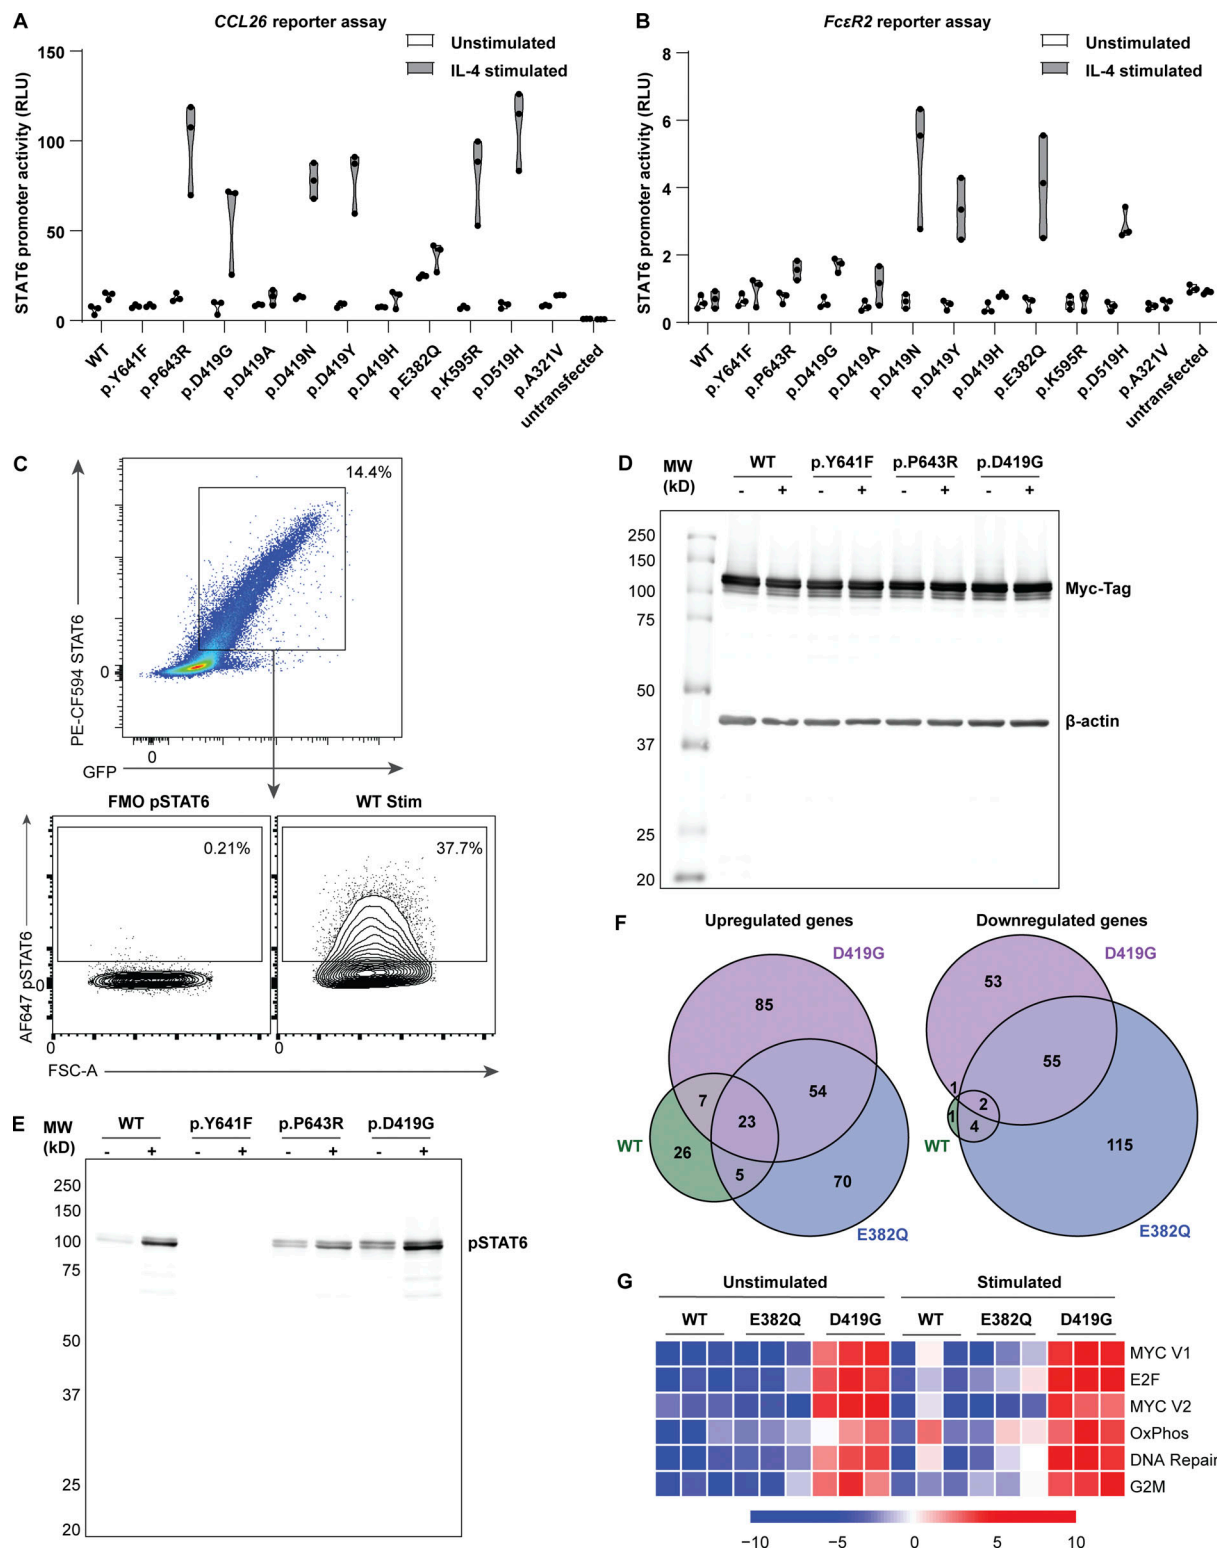 A
CCL26 reporter assay
Unstimulated
IL-4 stimulated
STAT6 promoter activity (RLU)
150
100
50
0
WT
p.Y641F
p.P643R
p.D419G
p.D419A
p.D419N
p.D419Y
p.D419H
p.E382Q
p.K595R
p.D519H
p.A321V
untransfected
B
FcεR2 reporter assay
Unstimulated
IL-4 stimulated
STAT6 promoter activity (RLU)
8
6
4
2
0
WT
p.Y641F
p.P643R
p.D419G
p.D419A
p.D419N
p.D419Y
p.D419H
p.E382Q
p.K595R
p.D519H
p.A321V
untransfected
C
14.4%
PE-CF594 STAT6
0
0
GFP
FMO pSTAT6
WT Stim
0.21%
37.7%
AF647 pSTAT6
0
0
0
FSC-A
D
MW
(kD)
WT p.Y641F p.P643R p.D419G
- + - + - + - +
250
150
100
75
50
37
25
20
Myc-Tag
β-actin
E
MW
(kD)
WT p.Y641F p.P643R p.D419G
- + - + - + - +
250
150
100
75
50
37
25
20
pSTAT6
F
Upregulated genes
D419G
85
7
54
23
26
5
70
WT
E382Q
Downregulated genes
D419G
53
55
1
2
1
4
115
WT
E382Q
G
Unstimulated Stimulated
WT E382Q D419G WT E382Q D419G
MYC V1
E2F
MYC V2
OxPhos
DNA Repair
G2M
−10 −5 0 5 10